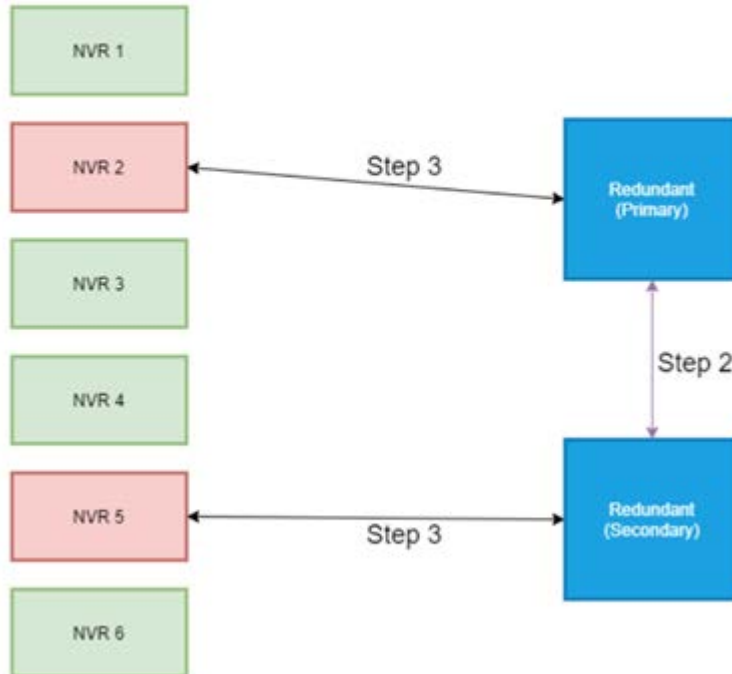 NVR 1
NVR 2
Step 3
Redundant
(Primary)
NVR 3
Step 2
NVR 4
NVR 5
Step 3
Redundant
(Secondary)
NVR 6